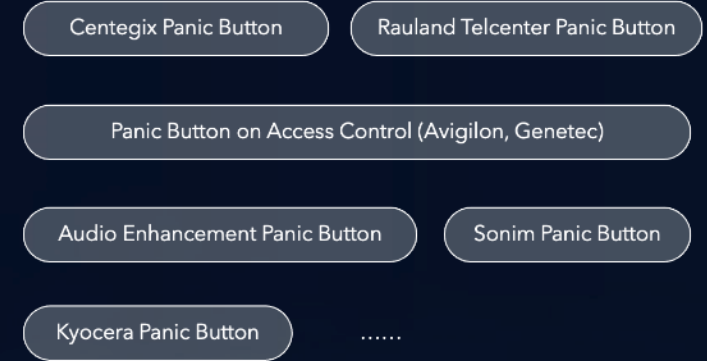 Centegix Panic Button
Rauland Telcenter Panic Button
Panic Button on Access Control (Avigilon, Genetec)
Audio Enhancement Panic Button
Sonim Panic Button
Kyocera Panic Button
......